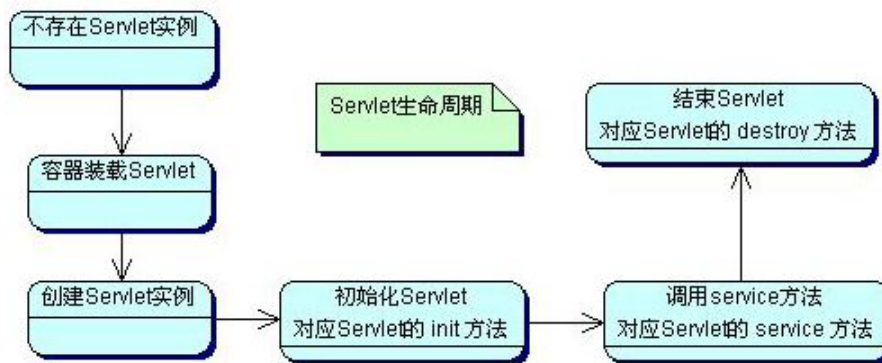 不存在Servlet实例
容器装载Servlet
创建Servlet实例
Servlet生命周期
初始化Servlet
对应Servlet的 init 方法
调用service方法
对应Servlet的 service 方法
结束Servlet
对应Servlet的 destroy 方法